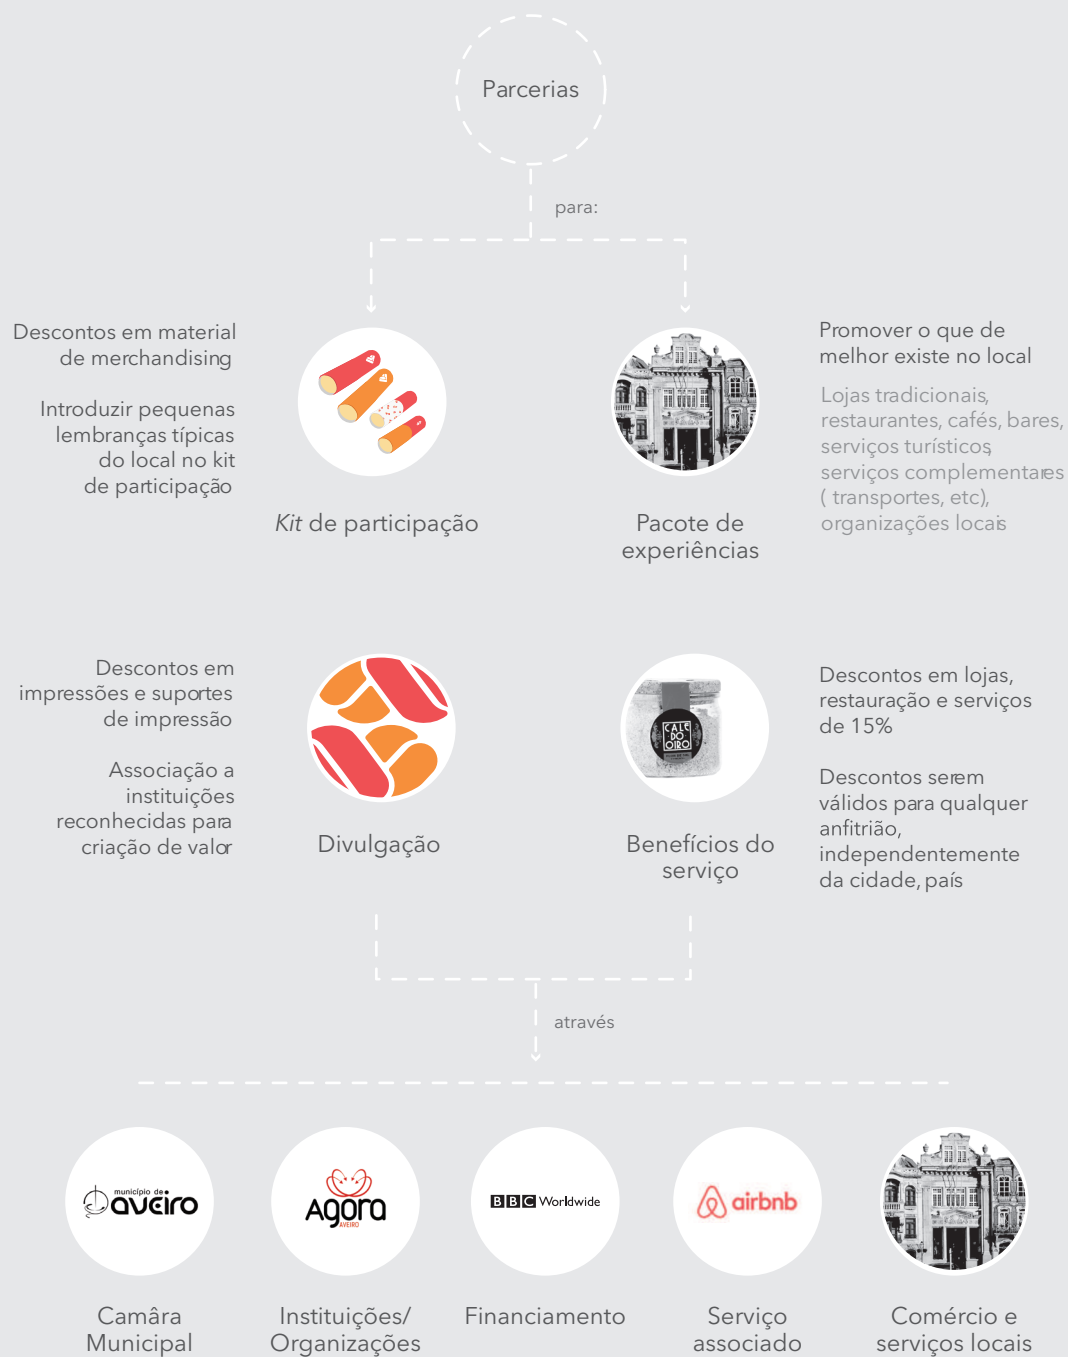 Parcerias
para:
Descontos em material
de merchandising
Introduzir pequenas
lembranças típicas
do local no kit
de participação
Kit de participação
Pacote de
experiências
Promover o que de
melhor existe no local
Lojas tradicionais,
restaurantes, cafés, bares,
serviços turísticos,
serviços complementares
( transportes, etc),
organizações locais
Descontos em
impressões e suportes
de impressão
Associação a
instituições
reconhecidas para
criação de valor
Divulgação
CALE
DO
OIRO
Benefícios do
serviço
Descontos em lojas,
restauração e serviços
de 15%
Descontos serem
válidos para qualquer
anfitrião,
independentemente
da cidade, país
através
município de
aveiro
Agora
AVEIRO
BBC Worldwide
airbnb
Camâra
Municipal
Instituições/
Organizações
Financiamento
Serviço
associado
Comércio e
serviços locais